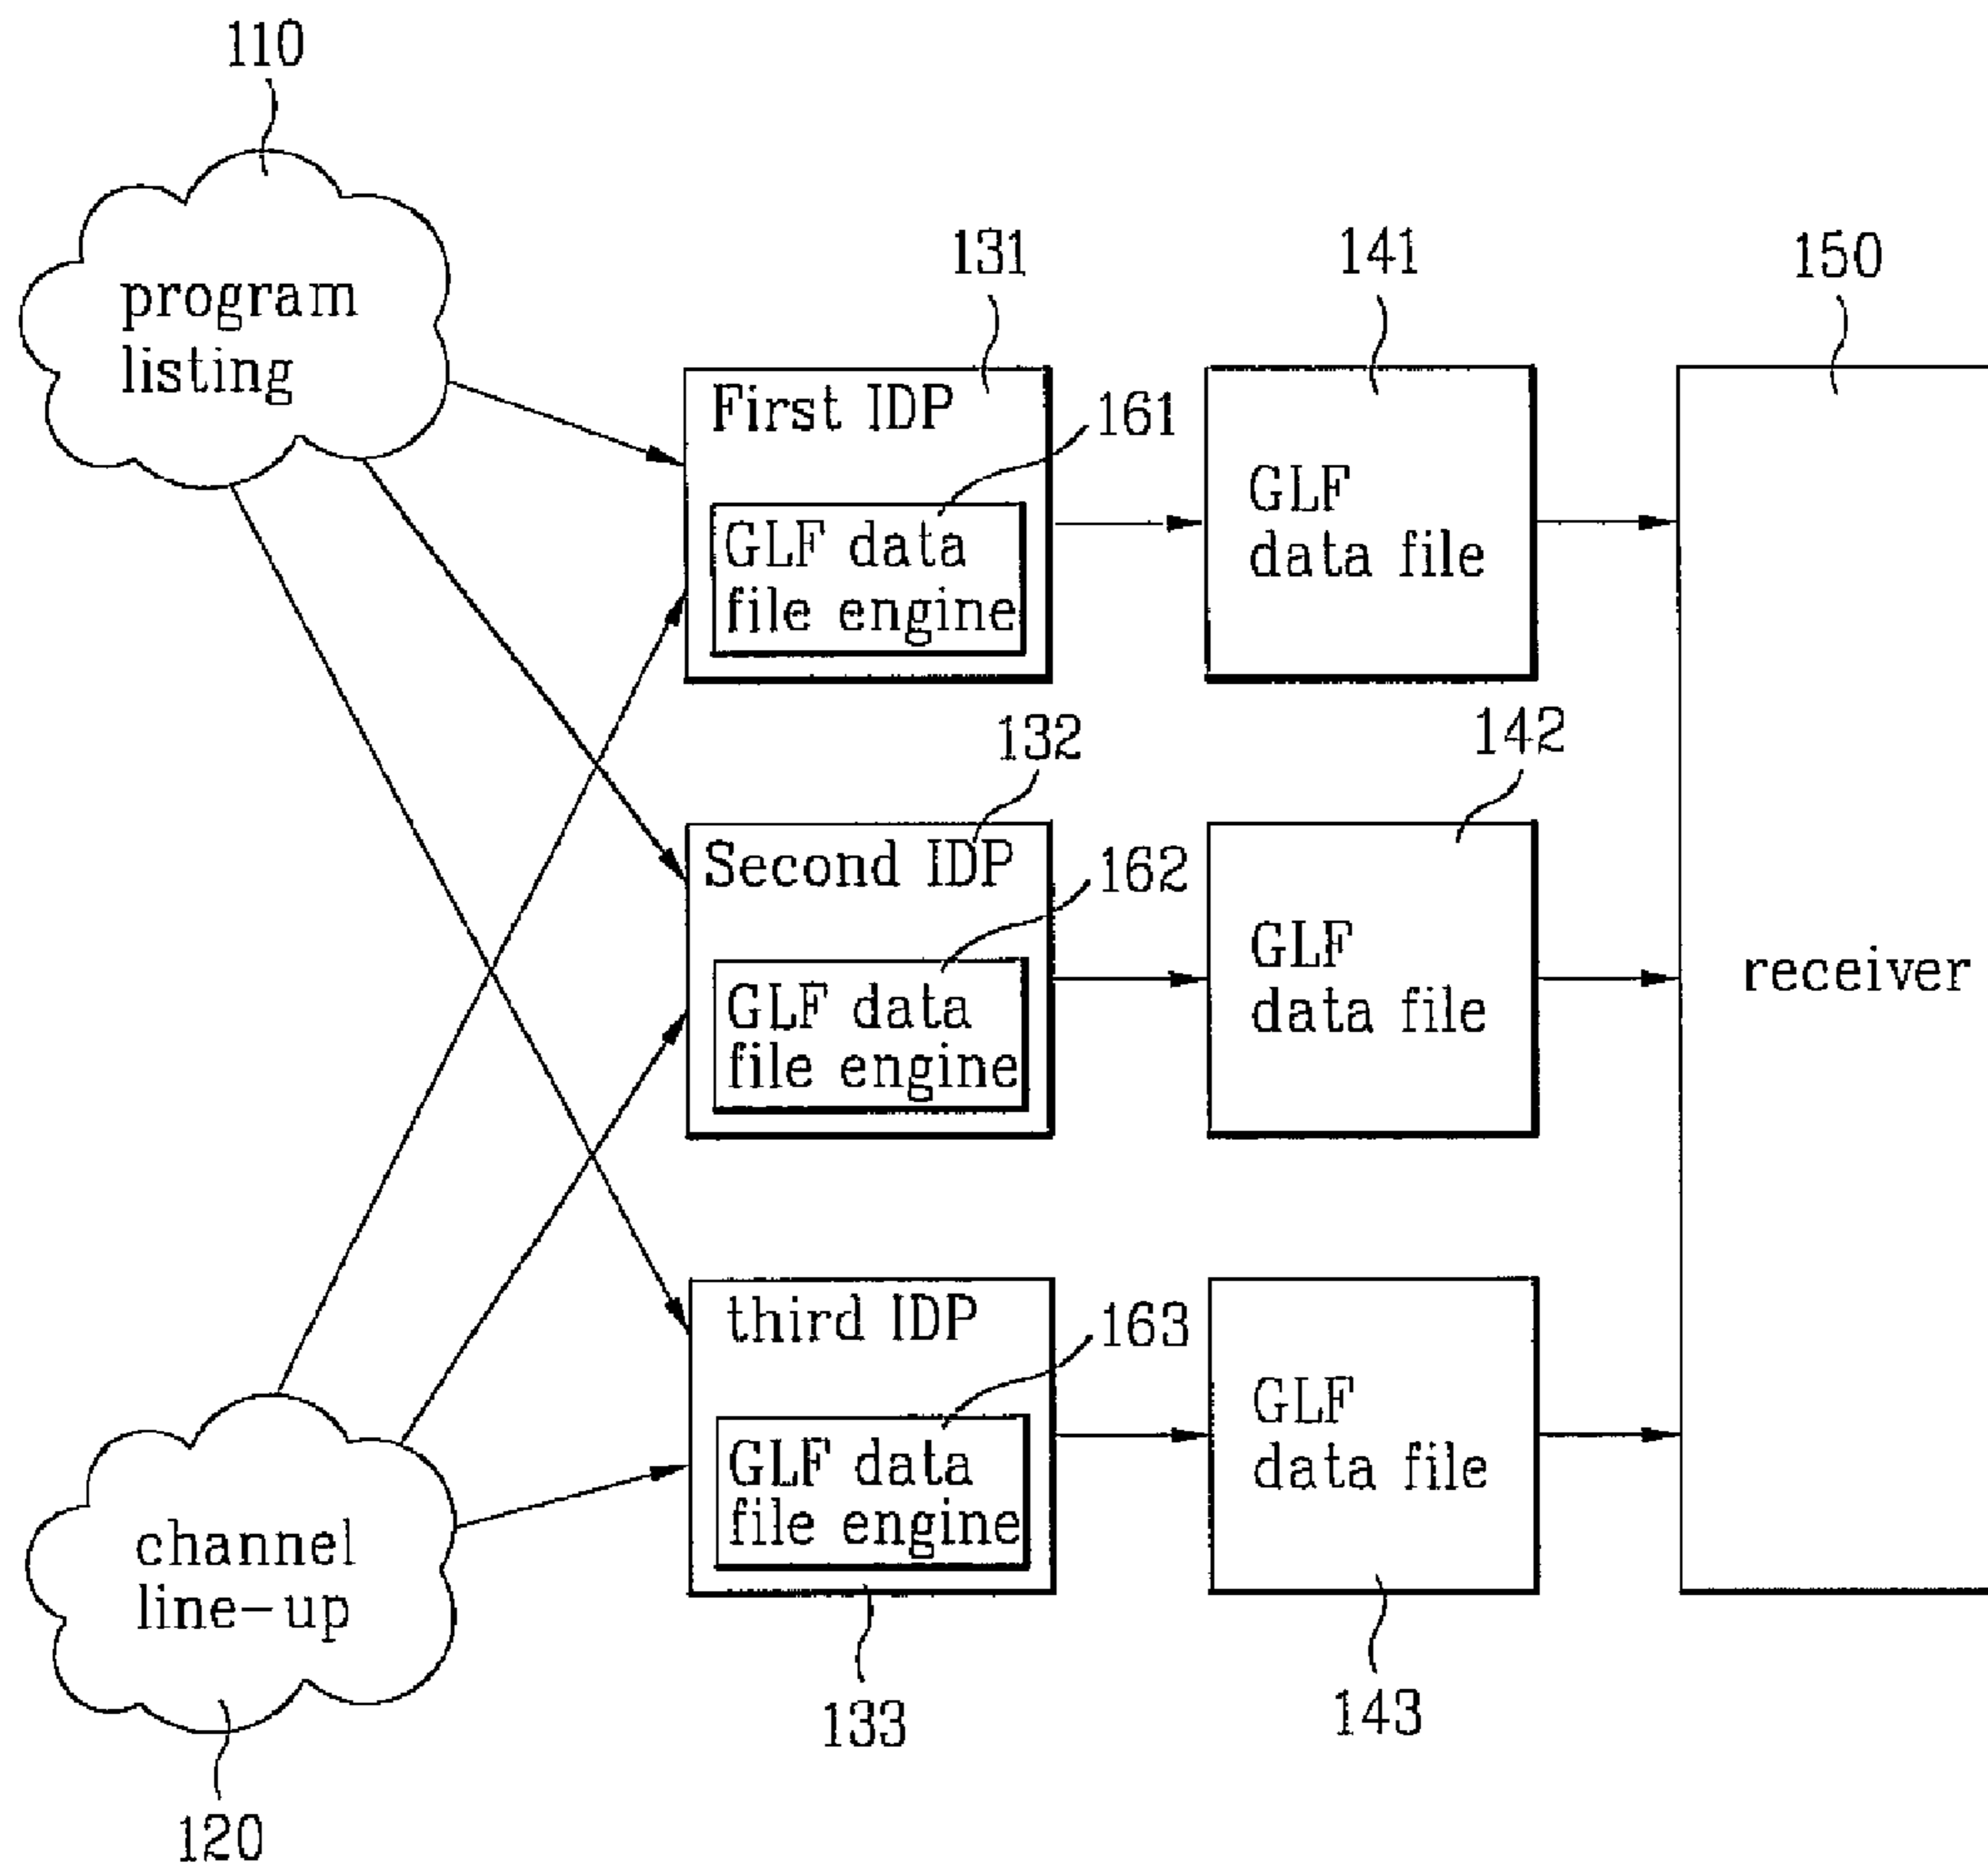 110
program
listing
131
141
150
First IDP
161
GLF data
file engine
GLF
data file
132
142
Second IDP
162
GLF data
file engine
GLF
data file
receiver
third IDP
163
GLF data
file engine
GLF
data file
channel
line-up
133
143
120